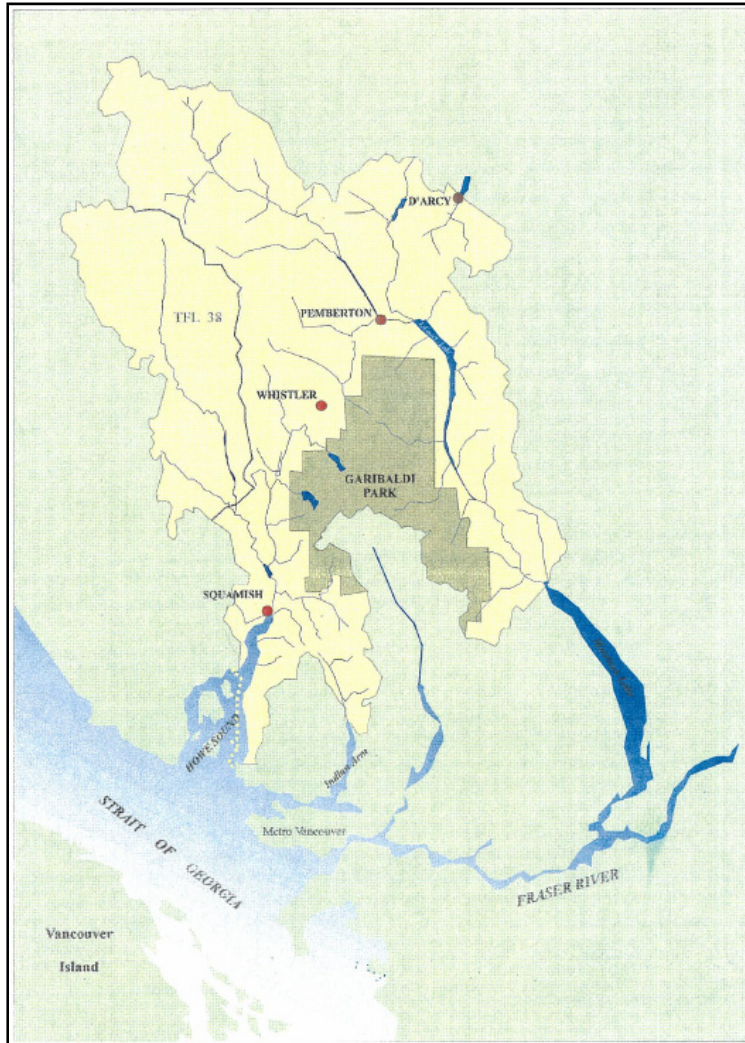 D'ARCY
TFL 38
PEMBERTON
WHISTLER
GARIBALDI
PARK
SQUAMISH
HOWE SOUND
Indian Arm
STRAIT OF GEORGIA
Metro Vancouver
FRASER RIVER
Vancouver
Island